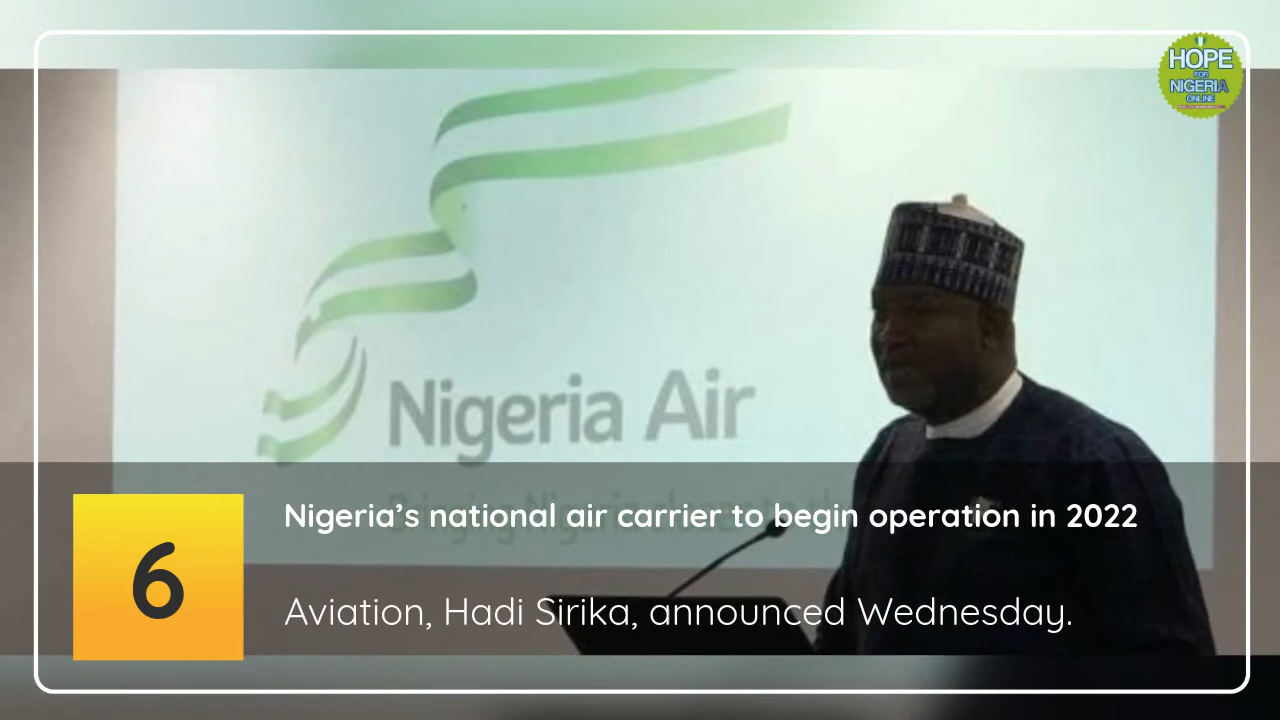 HOPE
FOR
NIGERIA
ONLINE
Nigeria Air
6
Nigeria's national air carrier to begin operation in 2022
Aviation, Hadi Sirika, announced Wednesday.